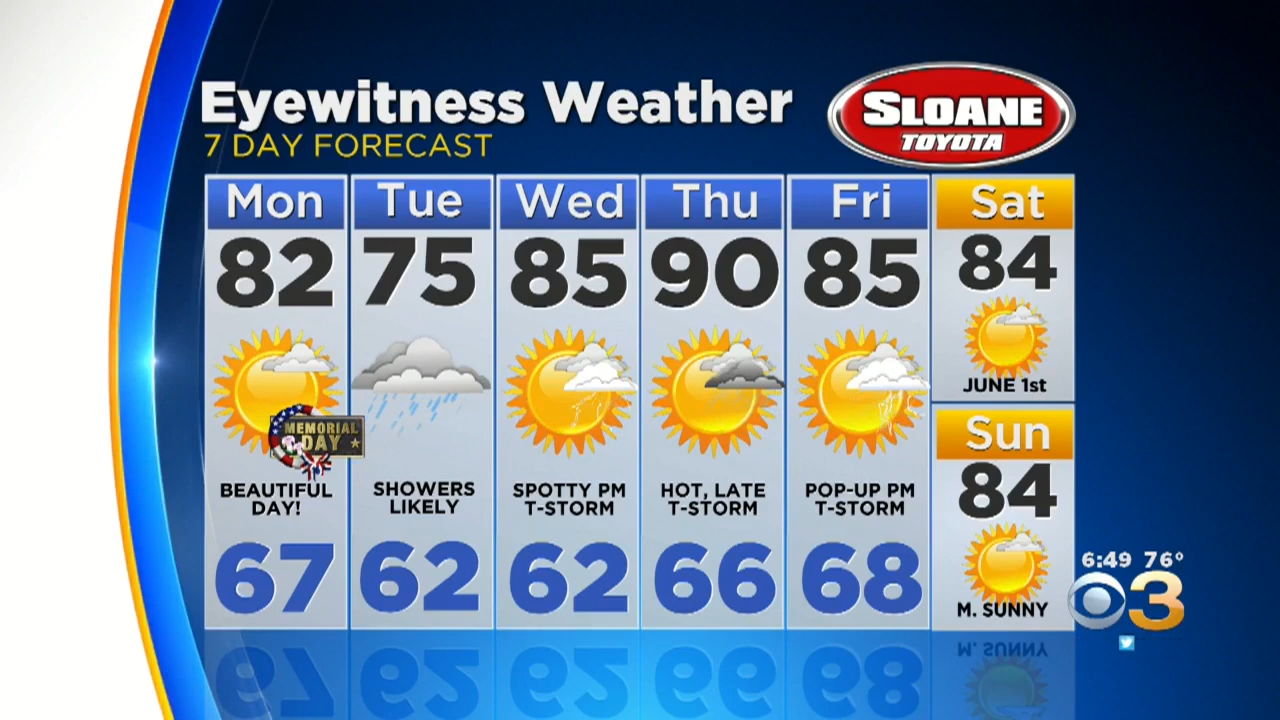 Eyewitness Weather
7 DAY FORECAST
SLOANE
TOYOTA
Mon
82
MEMORIAL
DAY
BEAUTIFUL
DAY!
67
Tue
75
SHOWERS
LIKELY
62
Wed
85
SPOTTY PM
T-STORM
62
Thu
90
HOT, LATE
T-STORM
66
Fri
85
POP-UP PM
T-STORM
68
Sat
84
JUNE 1st
Sun
84
M. SUNNY
6:49 76°
3